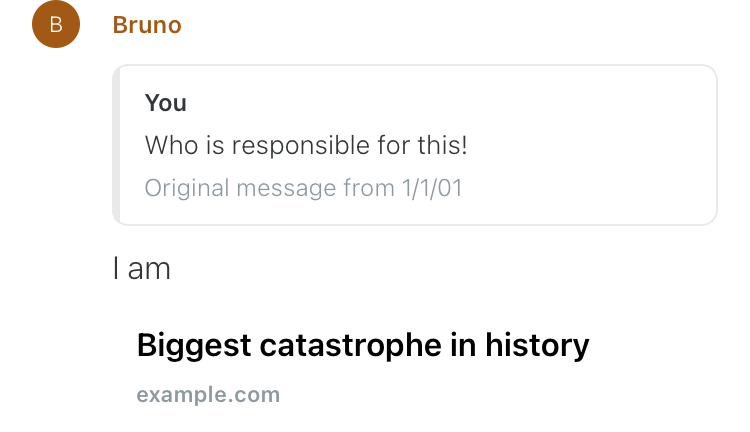 B
Bruno
You
Who is responsible for this!
Original message from 1/1/01
I am
Biggest catastrophe in history
example.com